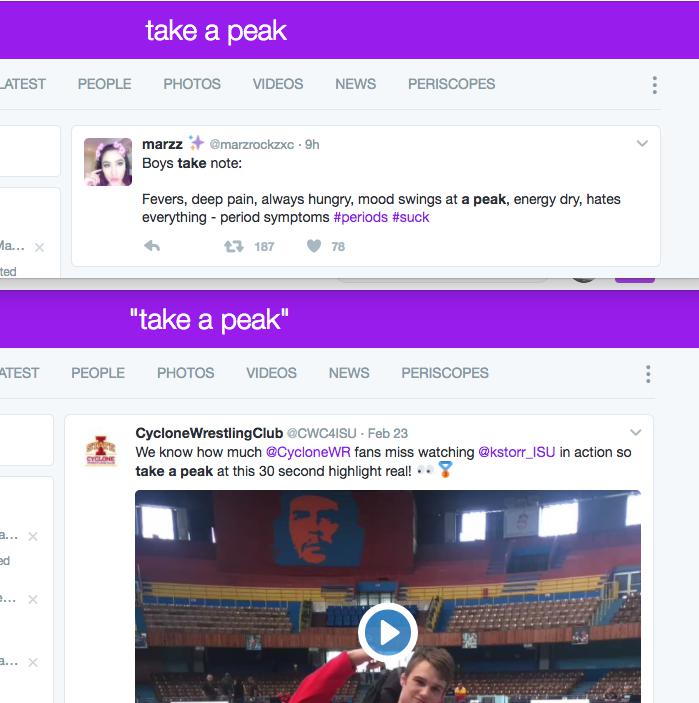 take a peak
LATEST PEOPLE PHOTOS VIDEOS NEWS PERISCOPES
marzz @marzrockzxc · 9h
Boys take note:
Fevers, deep pain, always hungry, mood swings at a peak, energy dry, hates
everything - period symptoms #periods #suck
187 78
Ma...
ted
"take a peak"
ATEST PEOPLE PHOTOS VIDEOS NEWS PERISCOPES
CycloneWrestlingClub @CWC4ISU · Feb 23
We know how much @CycloneWR fans miss watching @kstorr_ISU in action so
take a peak at this 30 second highlight real! 👀 🏅
CYCLONE
a...
ed
e...
a...